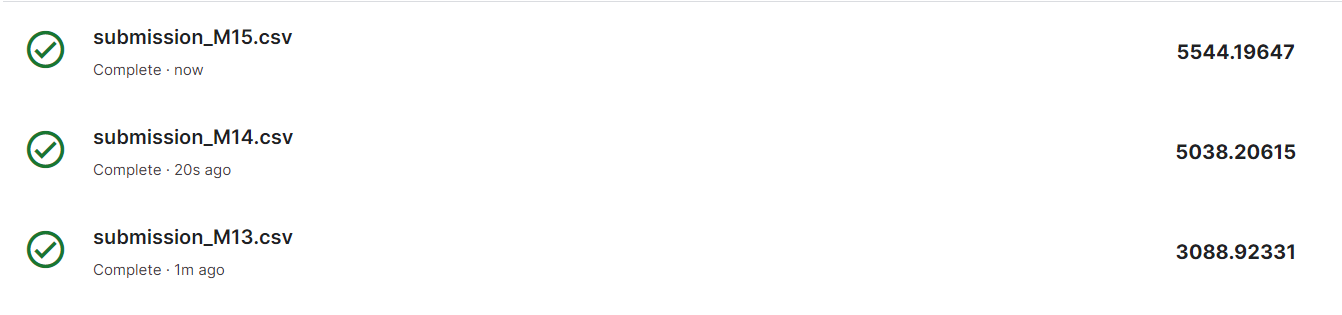 submission_M15.csv
5544.19647
Complete · now
submission_M14.csv
5038.20615
Complete · 20s ago
submission_M13.csv
3088.92331
Complete · 1m ago